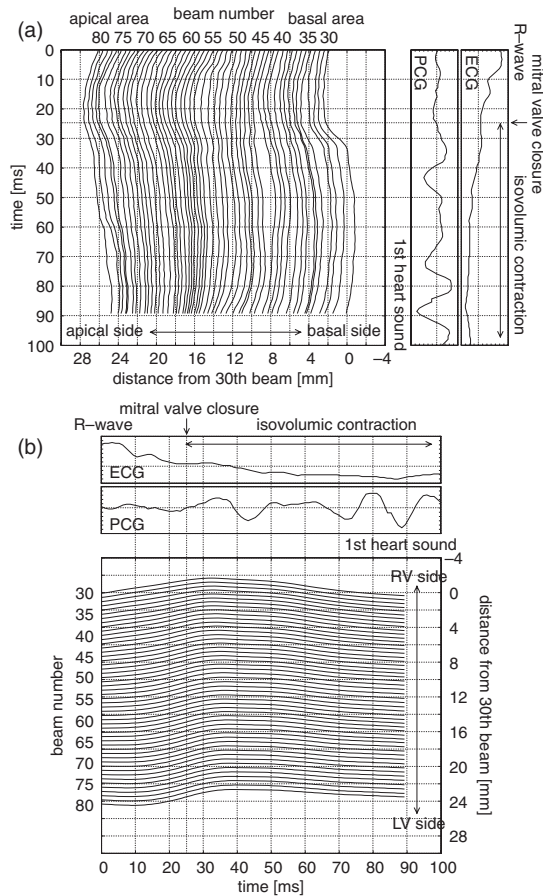 (a)
apical area beam number basal area
80 75 70 65 60 55 50 45 40 35 30
0
10
20
30
40
50
60
70
80
90
100
time [ms]
apical side basal side
28 24 20 16 12 8 4 0 −4
distance from 30th beam [mm]
PCG
1st heart sound
ECG
R−wave
mitral valve closure
isovolumic contraction
(b)
mitral valve closure
R−wave isovolumic contraction
ECG
PCG
1st heart sound
RV side
LV side
30
35
40
45
50
55
60
65
70
75
80
beam number
−4
0
4
8
12
16
20
24
28
distance from 30th beam [mm]
0 10 20 30 40 50 60 70 80 90 100
time [ms]